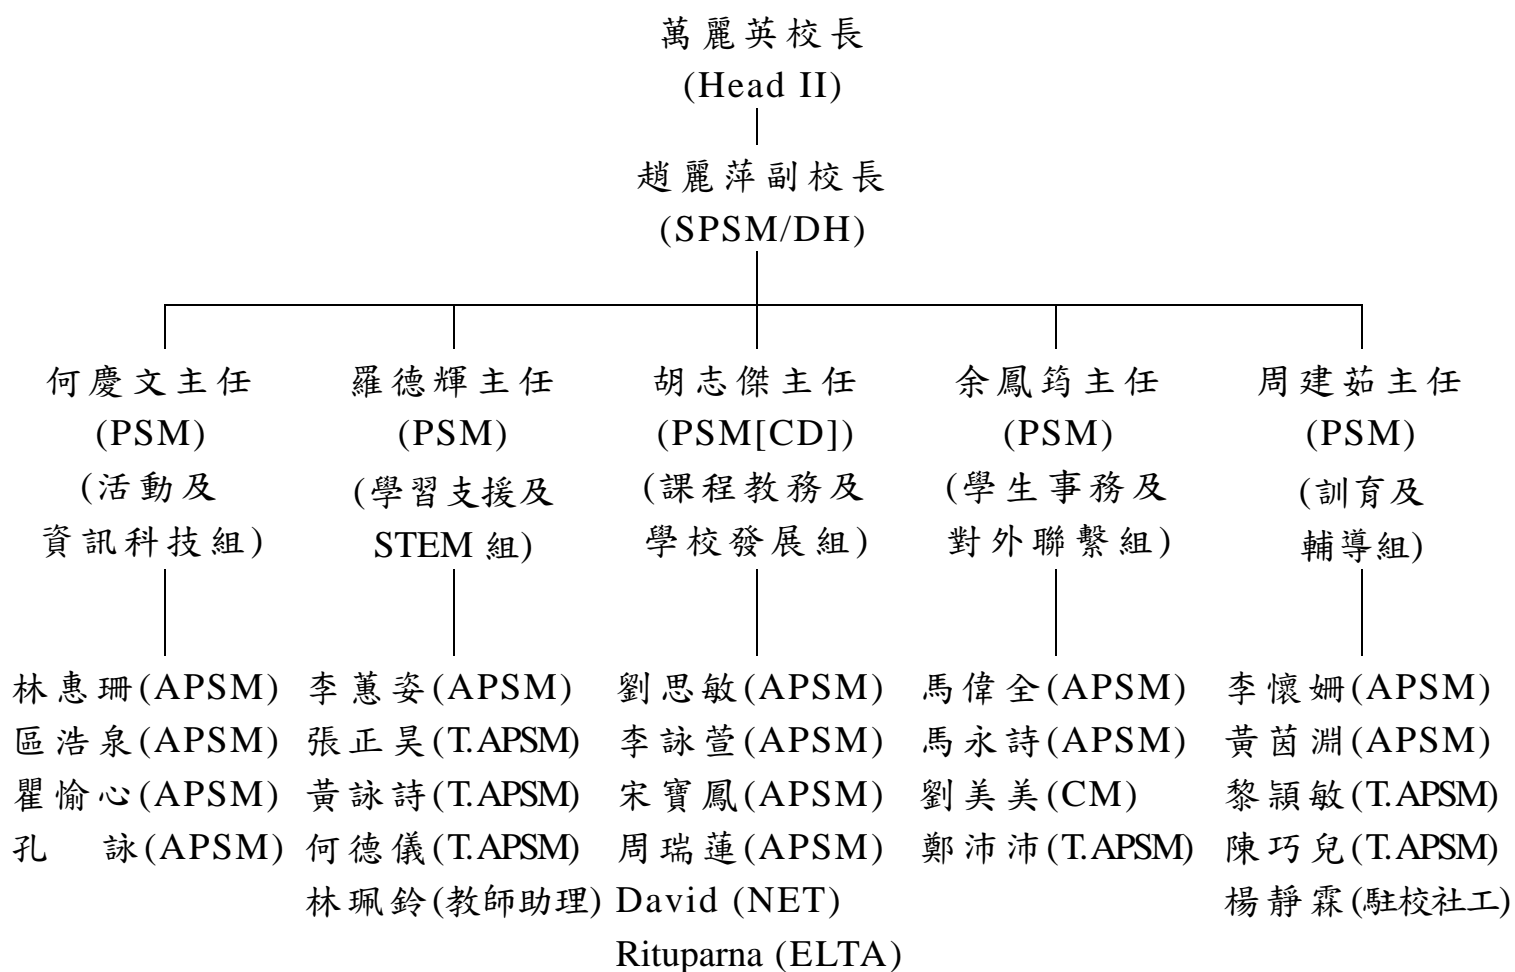 萬麗英校長
(Head II)
趙麗萍副校長
(SPSM/DH)
何慶文主任
(PSM)
(活動及
資訊科技組)
羅德輝主任
(PSM)
(學習支援及
STEM 組)
胡志傑主任
(PSM[CD])
(課程教務及
學校發展組)
余鳳筠主任
(PSM)
(學生事務及
對外聯繫組)
周建茹主任
(PSM)
(訓育及
輔導組)
林惠珊(APSM)
區浩泉(APSM)
瞿愉心(APSM)
孔 詠(APSM)
李蕙姿(APSM)
張正昊(T.APSM)
黃詠詩(T.APSM)
何德儀(T.APSM)
林珮鈴(教師助理)
劉思敏(APSM)
李詠萱(APSM)
宋寶鳳(APSM)
周瑞蓮(APSM)
David (NET)
Rituparna (ELTA)
馬偉全(APSM)
馬永詩(APSM)
劉美美(CM)
鄭沛沛(T.APSM)
李懷姍(APSM)
黃茵淵(APSM)
黎頴敏(T.APSM)
陳巧兒(T.APSM)
楊靜霖(駐校社工)